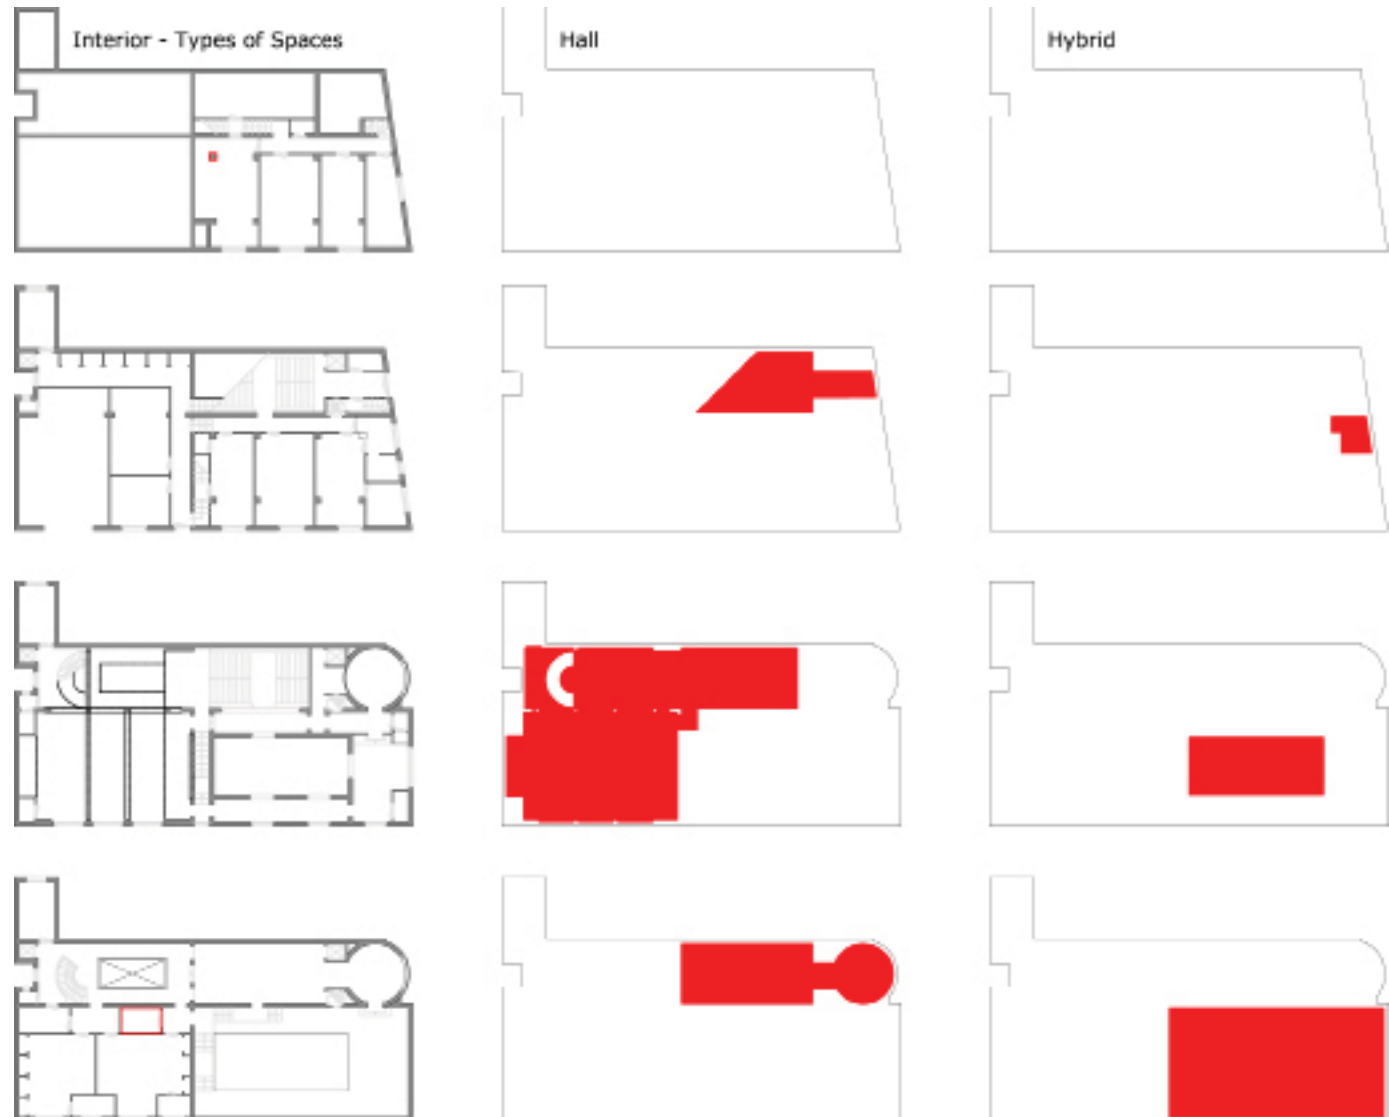 Interior - Types of Spaces
Hall
Hybrid